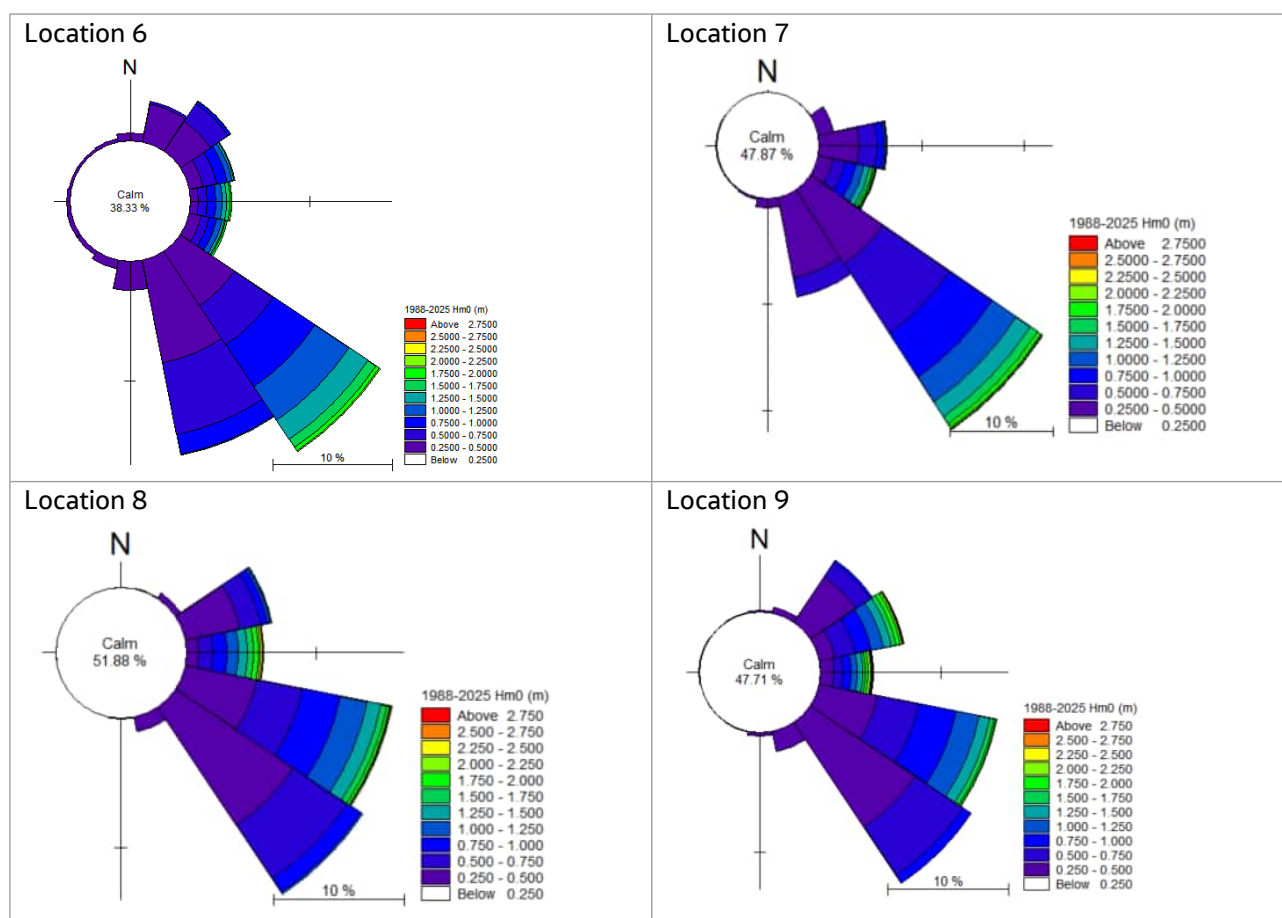 Location 6
N
Calm
38.33 %
1988-2025 Hm0 (m)
Above 2.7500
2.5000 - 2.7500
2.2500 - 2.5000
2.0000 - 2.2500
1.7500 - 2.0000
1.5000 - 1.7500
1.2500 - 1.5000
1.0000 - 1.2500
0.7500 - 1.0000
0.5000 - 0.7500
0.2500 - 0.5000
Below 0.2500
10 %
Location 7
N
Calm
47.87 %
1988-2025 Hm0 (m)
Above 2.7500
2.5000 - 2.7500
2.2500 - 2.5000
2.0000 - 2.2500
1.7500 - 2.0000
1.5000 - 1.7500
1.2500 - 1.5000
1.0000 - 1.2500
0.7500 - 1.0000
0.5000 - 0.7500
0.2500 - 0.5000
Below 0.2500
10 %
Location 8
N
Calm
51.88 %
1988-2025 Hm0 (m)
Above 2.750
2.500 - 2.750
2.250 - 2.500
2.000 - 2.250
1.750 - 2.000
1.500 - 1.750
1.250 - 1.500
1.000 - 1.250
0.750 - 1.000
0.500 - 0.750
0.250 - 0.500
Below 0.250
10 %
Location 9
N
Calm
47.71 %
1988-2025 Hm0 (m)
Above 2.750
2.500 - 2.750
2.250 - 2.500
2.000 - 2.250
1.750 - 2.000
1.500 - 1.750
1.250 - 1.500
1.000 - 1.250
0.750 - 1.000
0.500 - 0.750
0.250 - 0.500
Below 0.250
10 %